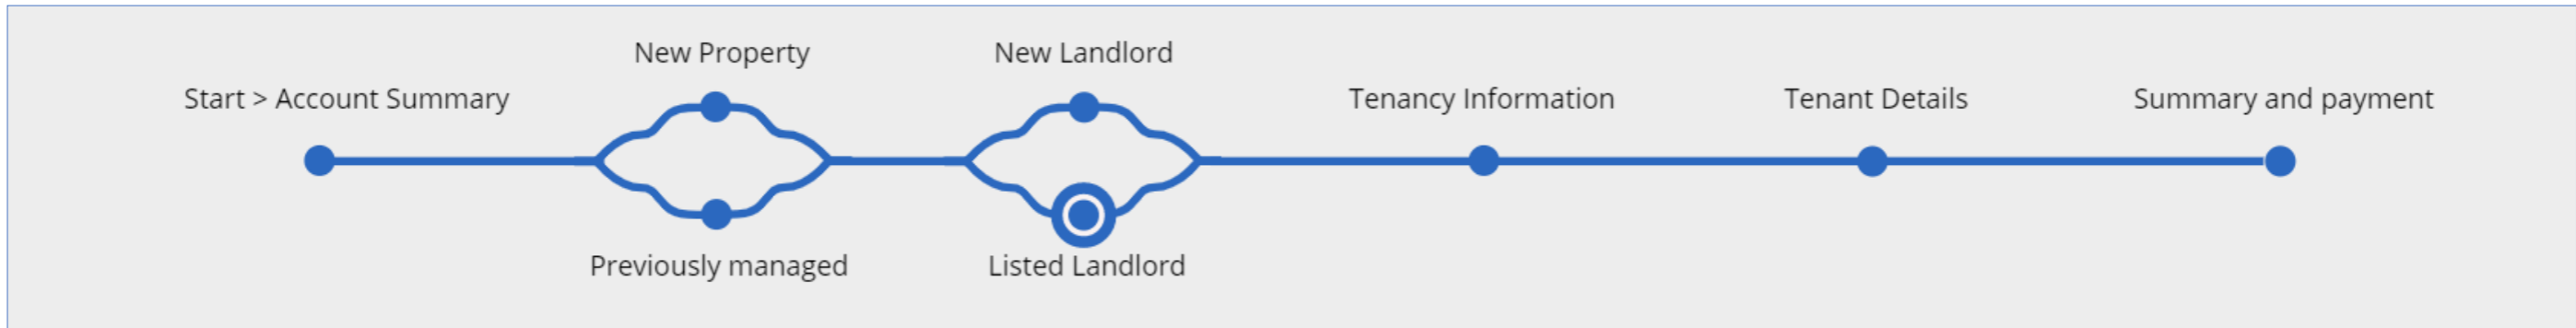 New Property
New Landlord
Start > Account Summary
Tenancy Information
Tenant Details
Summary and payment
Previously managed
Listed Landlord